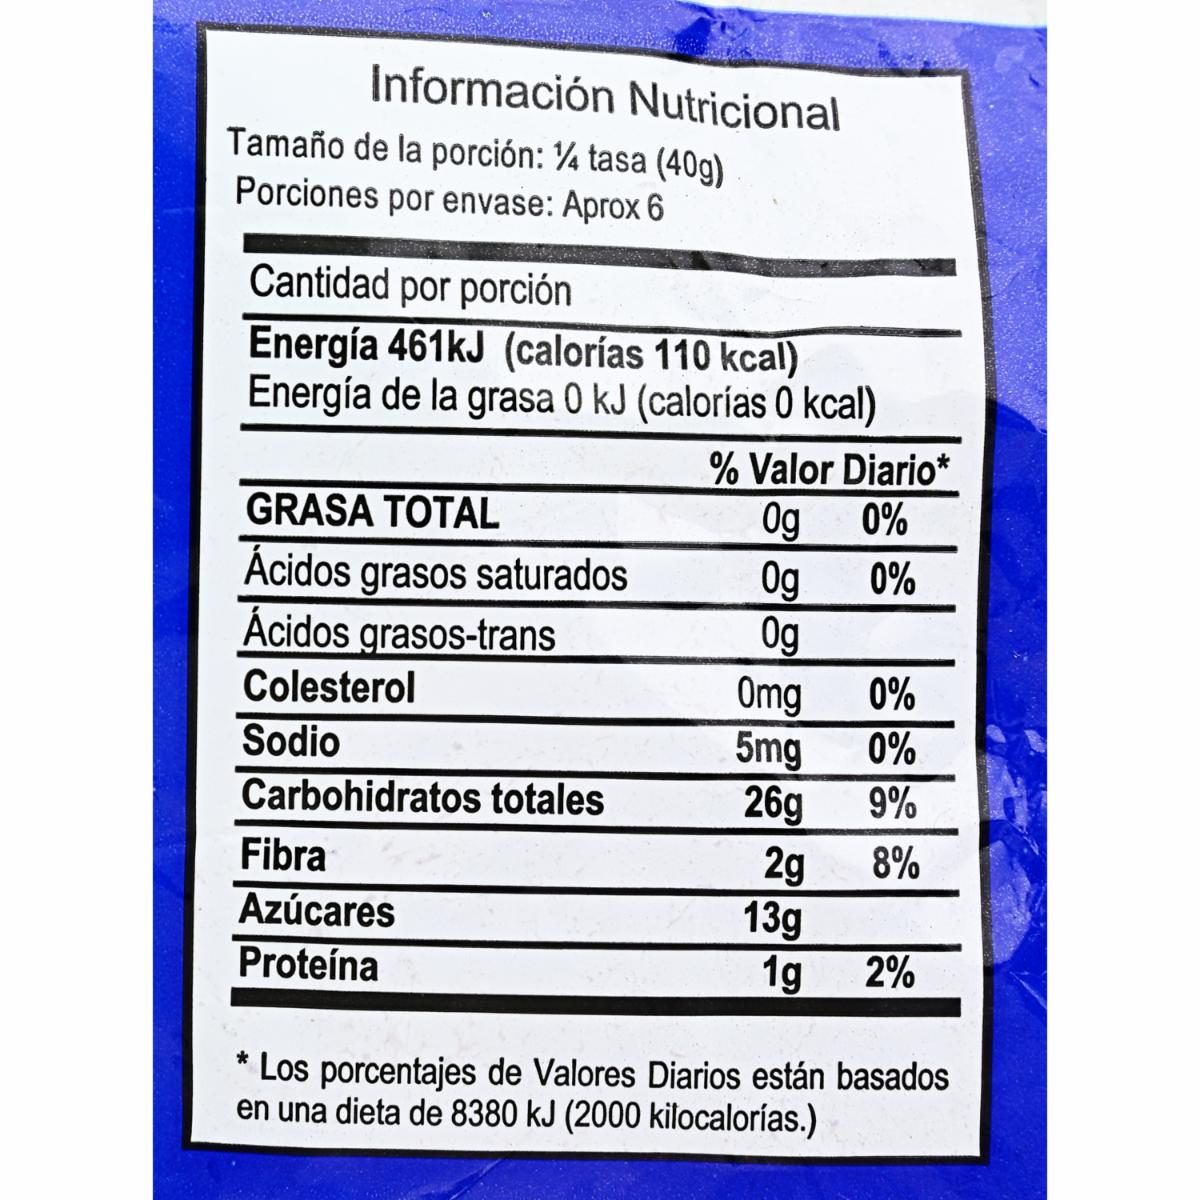 Información Nutricional
Tamaño de la porción: ¼ tasa (40g)
Porciones por envase: Aprox 6
Cantidad por porción
Energía 461kJ (calorías 110 kcal)
Energía de la grasa 0 kJ (calorías 0 kcal)
% Valor Diario*
GRASA TOTAL 0g 0%
Ácidos grasos saturados 0g 0%
Ácidos grasos-trans 0g
Colesterol 0mg 0%
Sodio 5mg 0%
Carbohidratos totales 26g 9%
Fibra 2g 8%
Azúcares 13g
Proteína 1g 2%
* Los porcentajes de Valores Diarios están basados
en una dieta de 8380 kJ (2000 kilocalorías.)